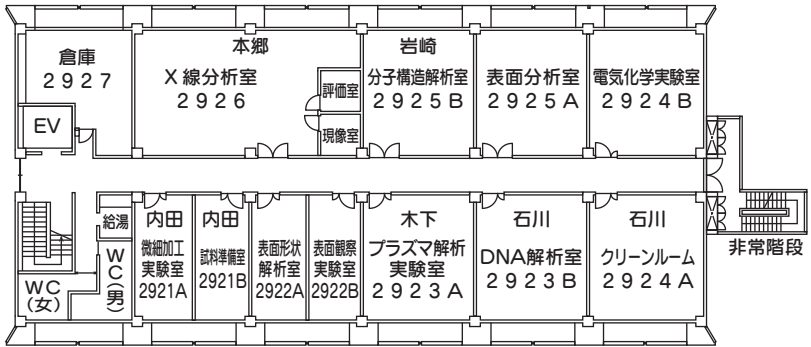 倉庫
2927
EV
本郷
X線分析室
2926
評価室
現像室
岩崎
分子構造解析室
2925B
表面分析室
2925A
電気化学実験室
2924B
給湯
WC(女)
WC(男)
内田
微細加工
実験室
2921A
内田
試料準備室
2921B
表面形状
解析室
2922A
表面観察
実験室
2922B
木下
プラズマ解析
実験室
2923A
石川
DNA解析室
2923B
石川
クリーンルーム
2924A
非常階段